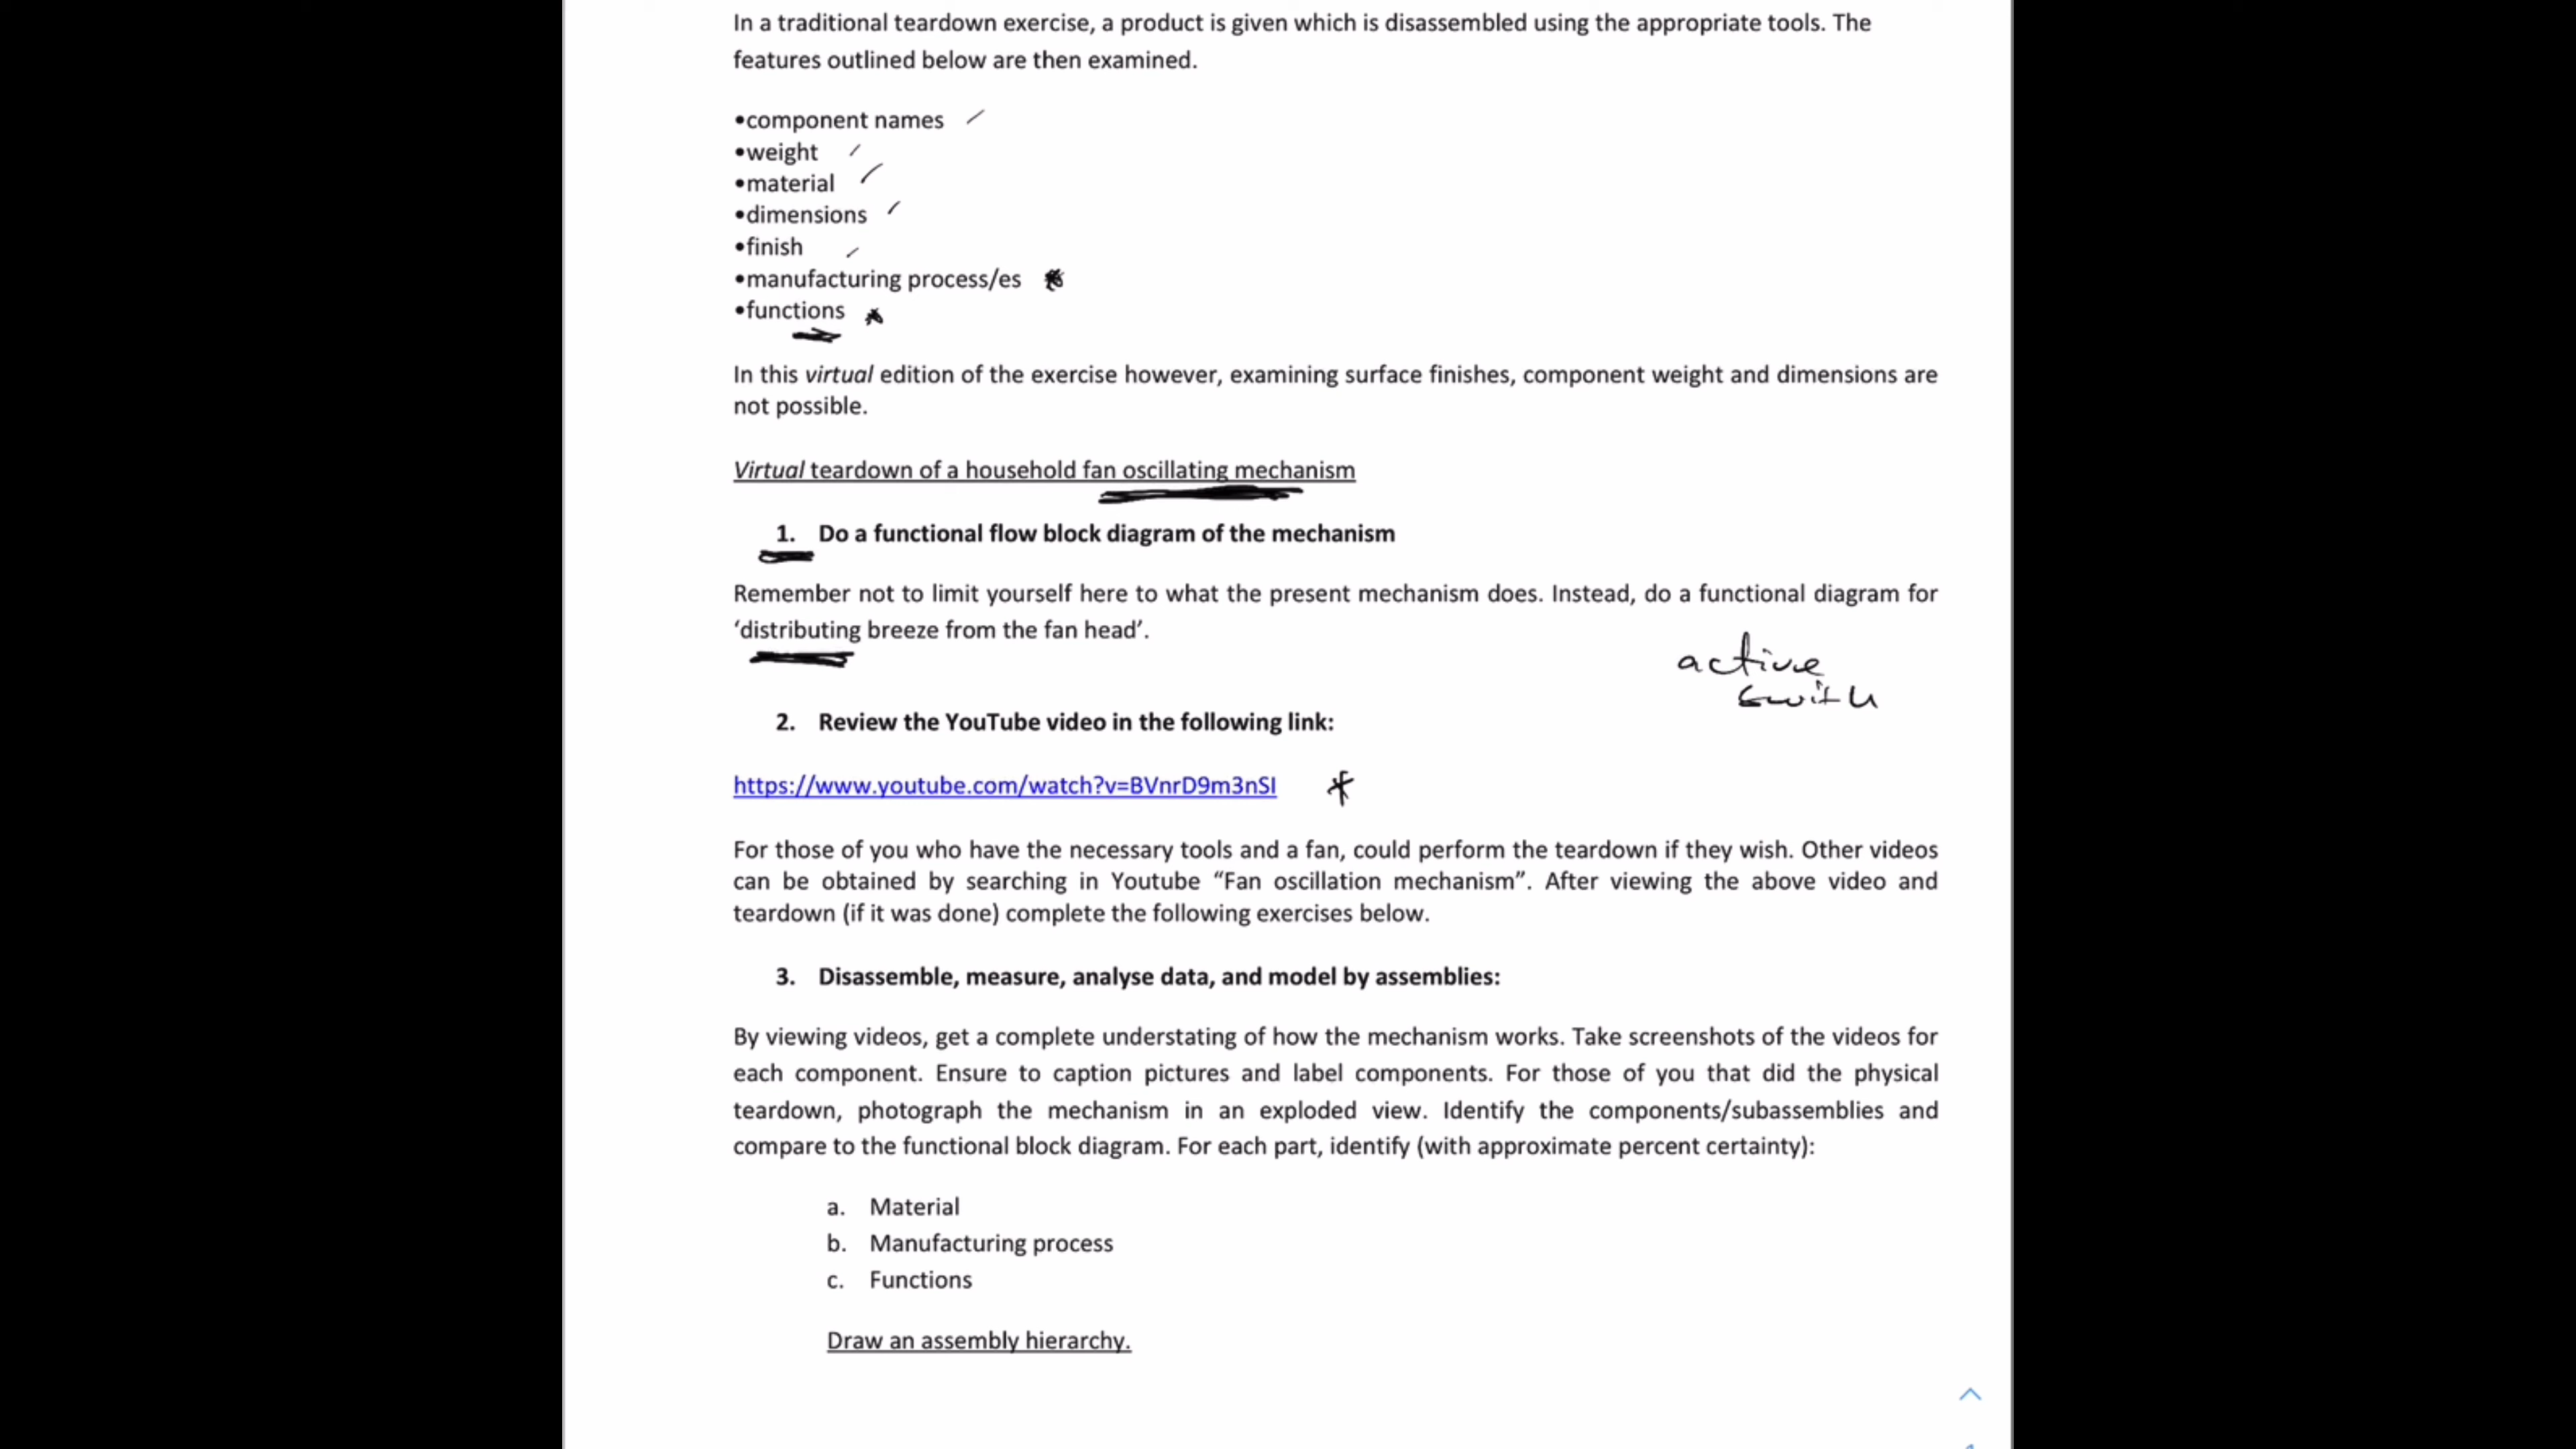 In a traditional teardown exercise, a product is given which is disassembled using the appropriate tools. The
features outlined below are then examined.
•component names
•weight
•material
•dimensions
•finish
•manufacturing process/es
•functions
In this virtual edition of the exercise however, examining surface finishes, component weight and dimensions are
not possible.
Virtual teardown of a household fan oscillating mechanism
1. Do a functional flow block diagram of the mechanism
Remember not to limit yourself here to what the present mechanism does. Instead, do a functional diagram for
‘distributing breeze from the fan head’.
active
2. Review the YouTube video in the following link:
https://www.youtube.com/watch?v=BVnrD9m3nSI
For those of you who have the necessary tools and a fan, could perform the teardown if they wish. Other videos
can be obtained by searching in Youtube “Fan oscillation mechanism”. After viewing the above video and
teardown (if it was done) complete the following exercises below.
3. Disassemble, measure, analyse data, and model by assemblies:
By viewing videos, get a complete understating of how the mechanism works. Take screenshots of the videos for
each component. Ensure to caption pictures and label components. For those of you that did the physical
teardown, photograph the mechanism in an exploded view. Identify the components/subassemblies and
compare to the functional block diagram. For each part, identify (with approximate percent certainty):
a. Material
b. Manufacturing process
c. Functions
Draw an assembly hierarchy.